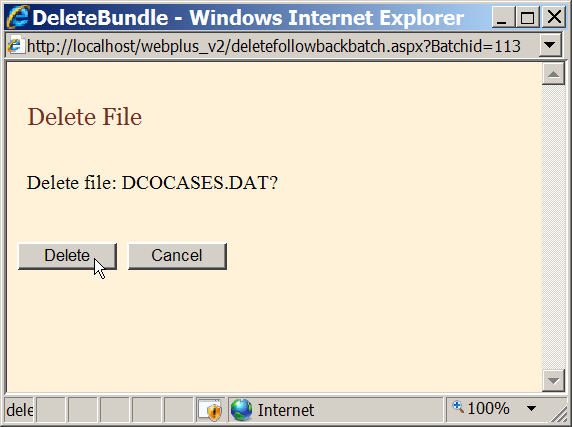 DeleteBundle - Windows Internet Explorer
http://localhost/webplus_v2/deletefollowbackbatch.aspx?Batchid=113
Delete File
Delete file: DCOCASES.DAT?
Delete Cancel
dele Internet 100%